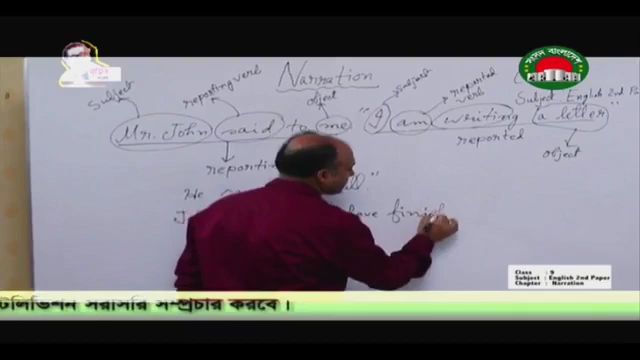 সংসদ বাংলাদেশ
Narration
Subject English 2nd Paper
subject
reporting verb
object
subject
reported verb
Mr. John said to me "I am writing a letter"
reported
object
reporting
He
have finish
Class : 9
Subject : English 2nd Paper
Chapter : Narration
টেলিভিশন সরাসরি সম্প্রচার করবে।